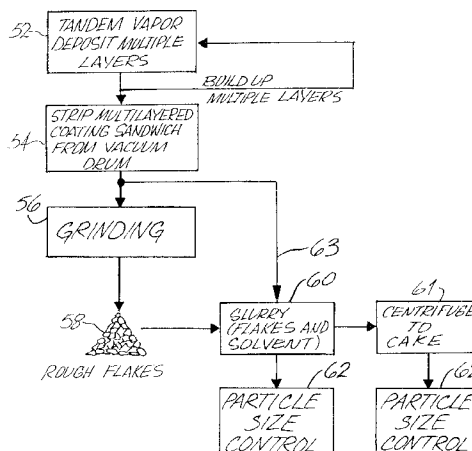 52
TANDEM VAPOR
DEPOSIT MULTIPLE
LAYERS
BUILD UP
MULTIPLE LAYERS
54
STRIP MULTILAYERED
COATING SANDWICH
FROM VACUUM
DRUM
56
GRINDING
63
58
ROUGH FLAKES
60
SLURRY
(FLAKES AND
SOLVENT)
61
CENTRIFUGE
TO
CAKE
62
PARTICLE
SIZE
CONTROL
62
PARTICLE
SIZE
CONTROL